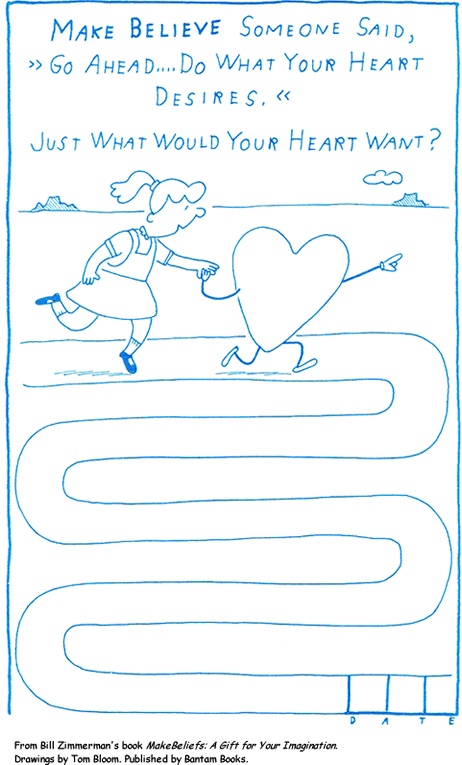 Make Believe Someone Said,
»Go Ahead....Do What Your Heart
Desires.«
Just What Would Your Heart Want?
DATE
From Bill Zimmerman's book MakeBeliefs: A Gift for Your Imagination.
Drawings by Tom Bloom. Published by Bantam Books.